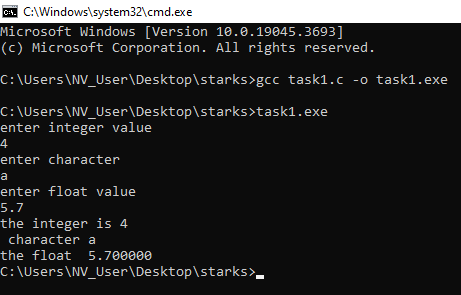 C:\Windows\system32\cmd.exe
Microsoft Windows [Version 10.0.19045.3693]
(c) Microsoft Corporation. All rights reserved.
C:\Users\NV_User\Desktop\starks>gcc task1.c -o task1.exe
C:\Users\NV_User\Desktop\starks>task1.exe
enter integer value
4
enter character
a
enter float value
5.7
the integer is 4
 character a
the float  5.700000
C:\Users\NV_User\Desktop\starks>